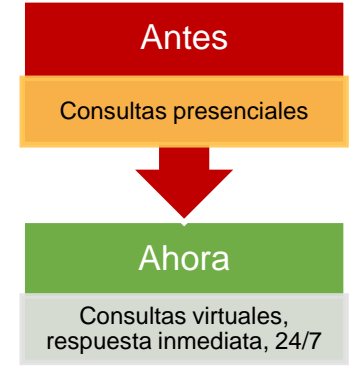 Antes
Consultas presenciales
Ahora
Consultas virtuales,
respuesta inmediata, 24/7